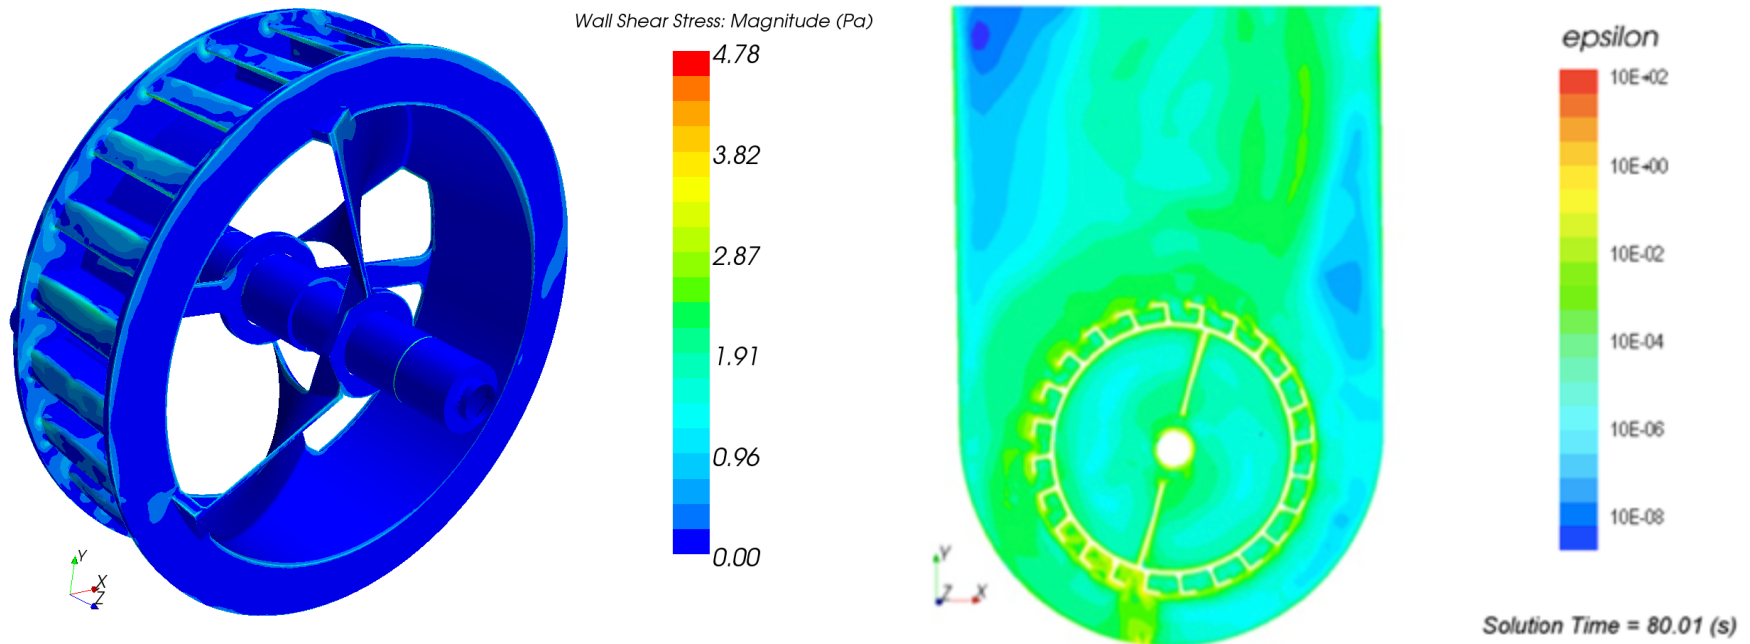 Wall Shear Stress: Magnitude (Pa)
4.78
3.82
2.87
1.91
0.96
0.00
Y
X
Z
epsilon
10E+02
10E+00
10E-02
10E-04
10E-06
10E-08
Y
Z
X
Solution Time = 80.01 (s)